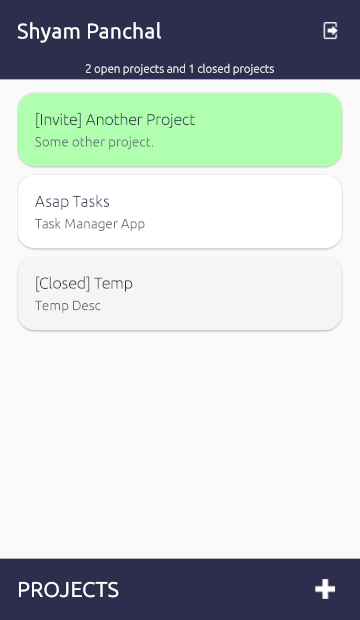 Shyam Panchal
2 open projects and 1 closed projects
[Invite] Another Project
Some other project.
Asap Tasks
Task Manager App
[Closed] Temp
Temp Desc
PROJECTS